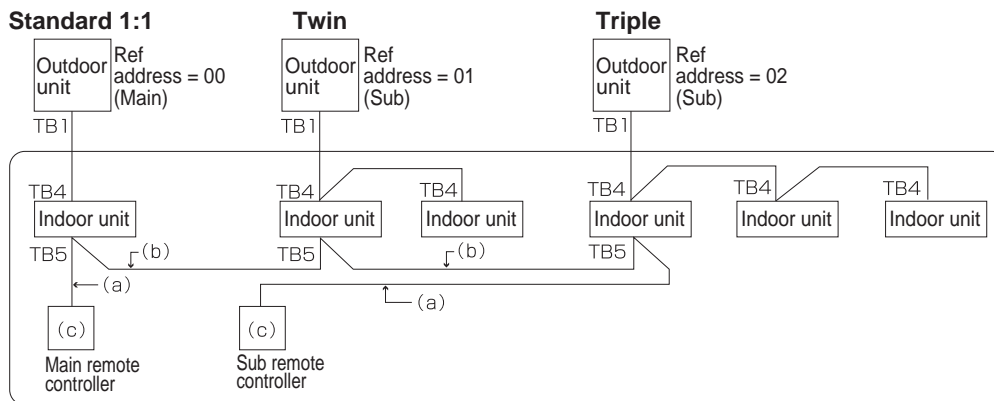 Standard 1:1
Twin
Triple
Outdoor
unit
Ref
address = 00
(Main)
Outdoor
unit
Ref
address = 01
(Sub)
Outdoor
unit
Ref
address = 02
(Sub)
TB1
TB1
TB1
TB4
TB4
TB4
TB4
TB4
TB4
Indoor unit
Indoor unit
Indoor unit
Indoor unit
Indoor unit
Indoor unit
TB5
TB5
TB5
(b)
(b)
(a)
(a)
(c)
(c)
Main remote
controller
Sub remote
controller